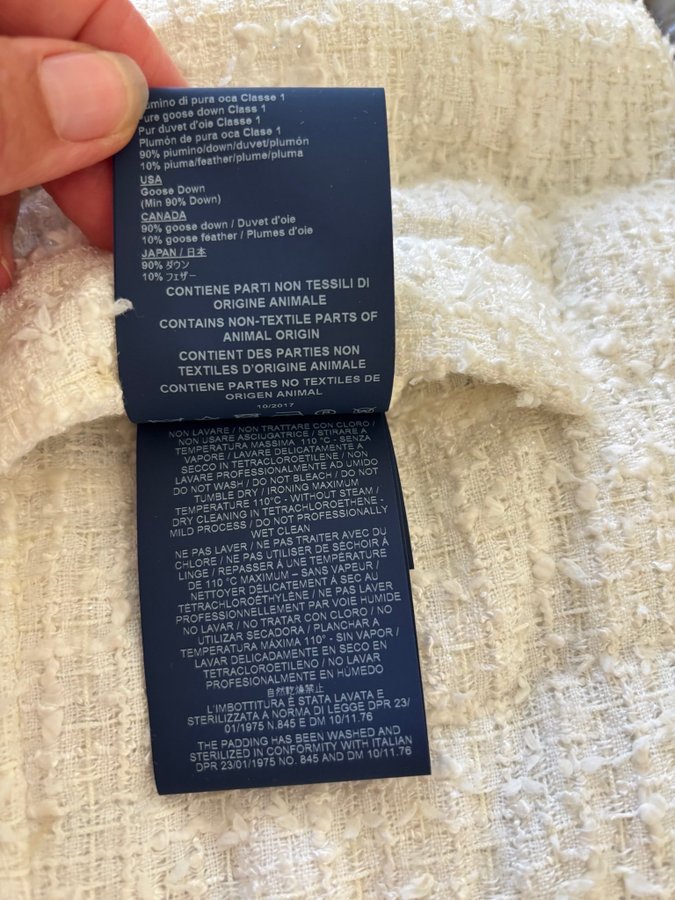 di pura oca Classe 1
Pure goose down Class 1
Pur duvet d'oie Classe 1
Plumón de pura oca Classe 1
90% piumino/down/duvet/plumón
10% piuma/feather/plume/pluma
USA
Goose Down
(Min 90% Down)
CANADA
90% goose down / Duvet d'oie
10% goose feather / Plumes d'oie
JAPAN / 日本
90% ダウン
10% フェザー
CONTIENE PARTI NON TESSILI DI
ORIGINE ANIMALE
CONTAINS NON-TEXTILE PARTS OF
ANIMAL ORIGIN
CONTIENT DES PARTIES NON
TEXTILES D'ORIGINE ANIMALE
CONTIENE PARTES NO TEXTILES DE
ORIGEN ANIMAL
10/2017
NON LAVARE / NON TRATTARE CON CLORO /
NON USARE ASCIUGATRICE / STIRARE A
TEMPERATURA MASSIMA 110°C - SENZA
VAPORE / LAVARE DELICATAMENTE A
SECCO IN TETRACLOROETILENE / NON
LAVARE PROFESSIONALMENTE AD UMIDO
DO NOT WASH / DO NOT BLEACH / DO NOT
TUMBLE DRY / IRONING MAXIMUM
TEMPERATURE 110°C - WITHOUT STEAM /
DRY CLEANING IN TETRACHLOROETHENE -
MILD PROCESS / DO NOT PROFESSIONALLY
WET CLEAN
NE PAS LAVER / NE PAS TRAITER AVEC DU
CHLORE / NE PAS UTILISER DE SÉCHOIR À
LINGE / REPASSER À UNE TEMPÉRATURE
DE 110 °C MAXIMUM – SANS VAPEUR /
NETTOYER DÉLICATEMENT À SEC AU
TÉTRACHLOROÉTHYLÈNE / NE PAS LAVER
PROFESSIONNELLEMENT PAR VOIE HUMIDE
NO LAVAR / NO TRATAR CON CLORO / NO
UTILIZAR SECADORA / PLANCHAR A
TEMPERATURA MÁXIMA 110° - SIN VAPOR /
LAVAR DELICADAMENTE EN SECO EN
TETRACLOROETILENO / NO LAVAR
PROFESIONALMENTE EN HÚMEDO
自然乾燥禁止
L'IMBOTTITURA È STATA LAVATA E
STERILIZZATA A NORMA DI LEGGE DPR 23/
01/1975 N.845 E DM 10/11.76
THE PADDING HAS BEEN WASHED AND
STERILIZED IN CONFORMITY WITH ITALIAN
DPR 23/01/1975 NO. 845 AND DM 10/11.76